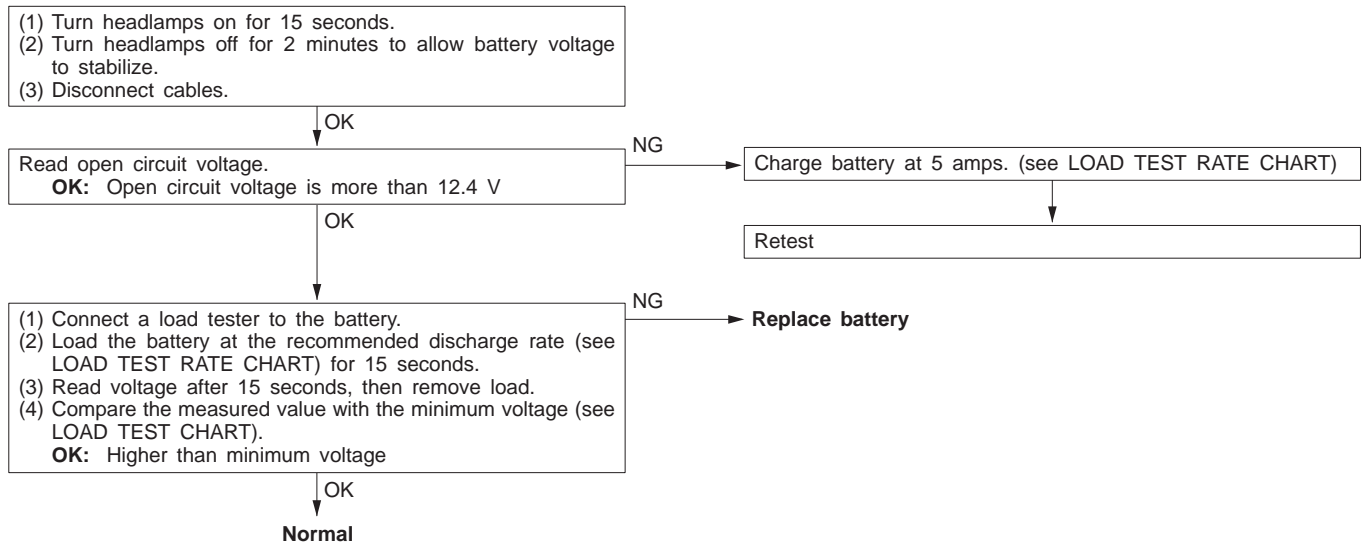 (1) Turn headlamps on for 15 seconds.
(2) Turn headlamps off for 2 minutes to allow battery voltage
to stabilize.
(3) Disconnect cables.
OK
Read open circuit voltage.
OK: Open circuit voltage is more than 12.4 V
NG
Charge battery at 5 amps. (see LOAD TEST RATE CHART)
Retest
OK
(1) Connect a load tester to the battery.
(2) Load the battery at the recommended discharge rate (see
LOAD TEST RATE CHART) for 15 seconds.
(3) Read voltage after 15 seconds, then remove load.
(4) Compare the measured value with the minimum voltage (see
LOAD TEST CHART).
OK: Higher than minimum voltage
NG
Replace battery
OK
Normal